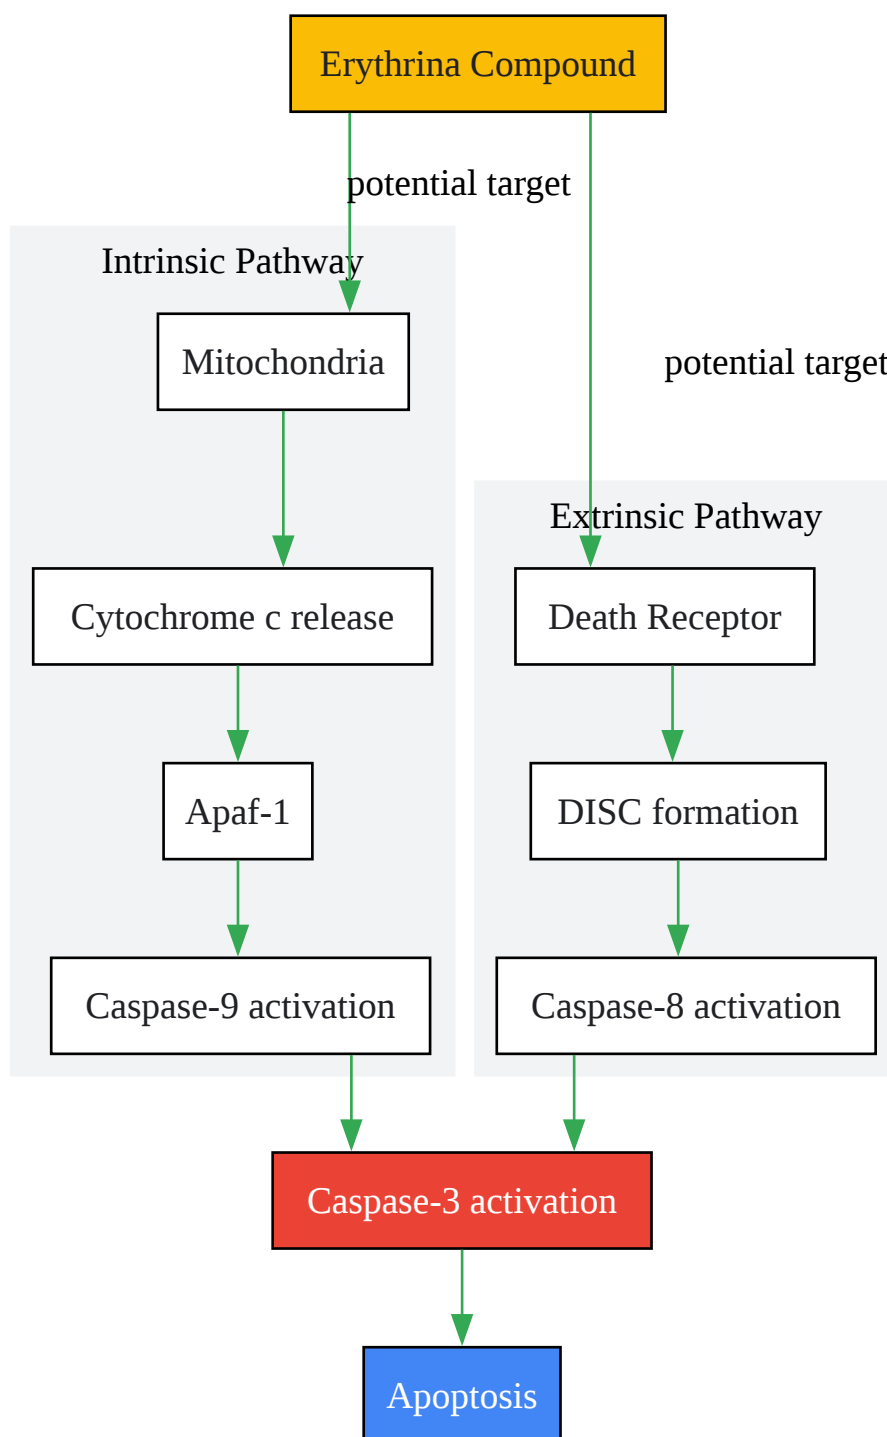 Erythrina Compound
potential target
Intrinsic Pathway
Mitochondria
potential target
Extrinsic Pathway
Cytochrome c release
Death Receptor
Apaf-1
DISC formation
Caspase-9 activation
Caspase-8 activation
Caspase-3 activation
Apoptosis